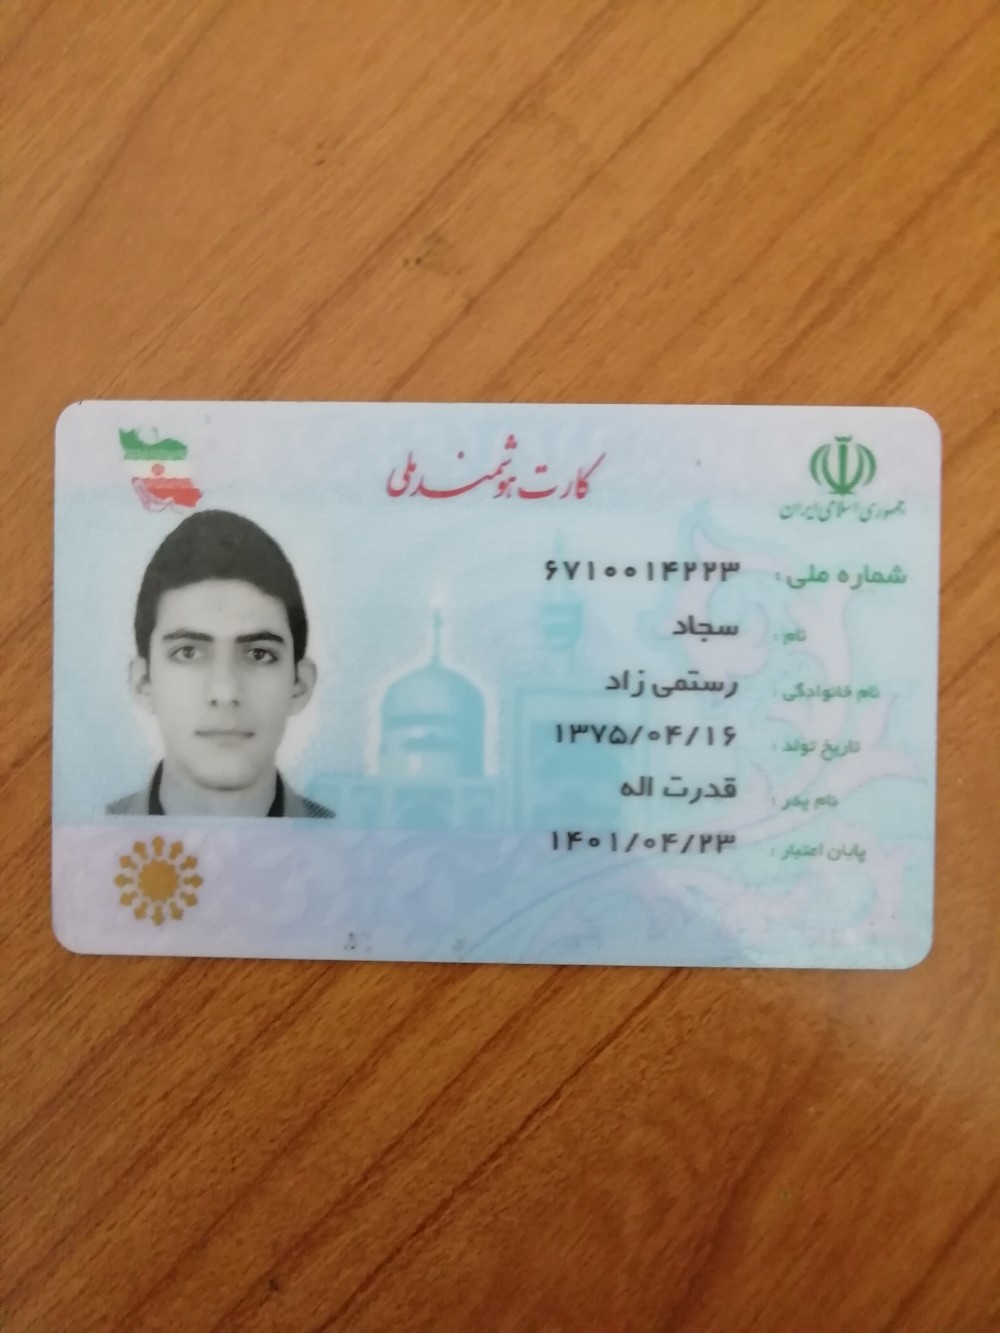 کارت هوشمند ملی
جمهوری اسلامی ایران
شماره ملی: ۶۷۱۰۰۱۴۲۲۳
نام: سجاد
نام خانوادگی: رستمی زاد
تاریخ تولد: ۱۳۷۵/۰۴/۱۶
نام پدر: قدرت اله
پایان اعتبار: ۱۴۰۱/۰۴/۲۳